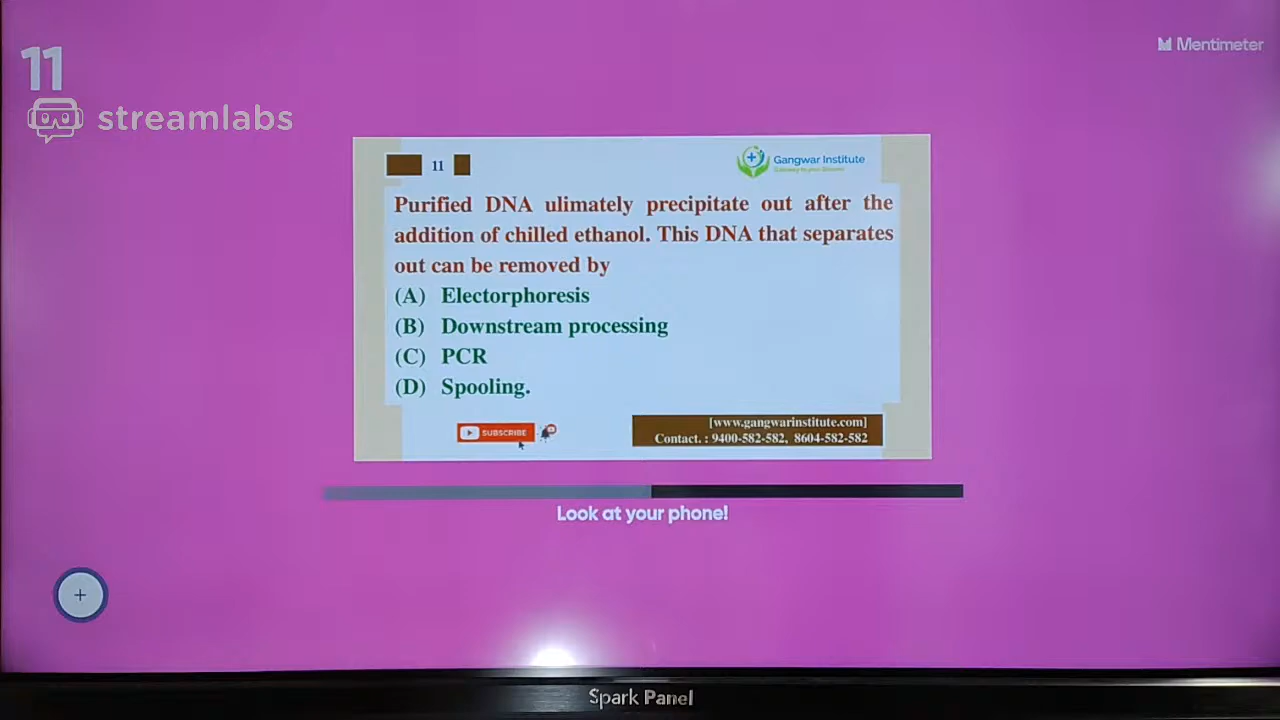 11
Mentimeter
streamlabs
11
Gangwar Institute
Purified DNA ulimately precipitate out after the
addition of chilled ethanol. This DNA that separates
out can be removed by
(A) Electorphoresis
(B) Downstream processing
(C) PCR
(D) Spooling.
SUBSCRIBE
[www.gangwarinstitute.com]
Contact. : 9400-582-582, 8604-582-582
Look at your phone!
+
Spark Panel